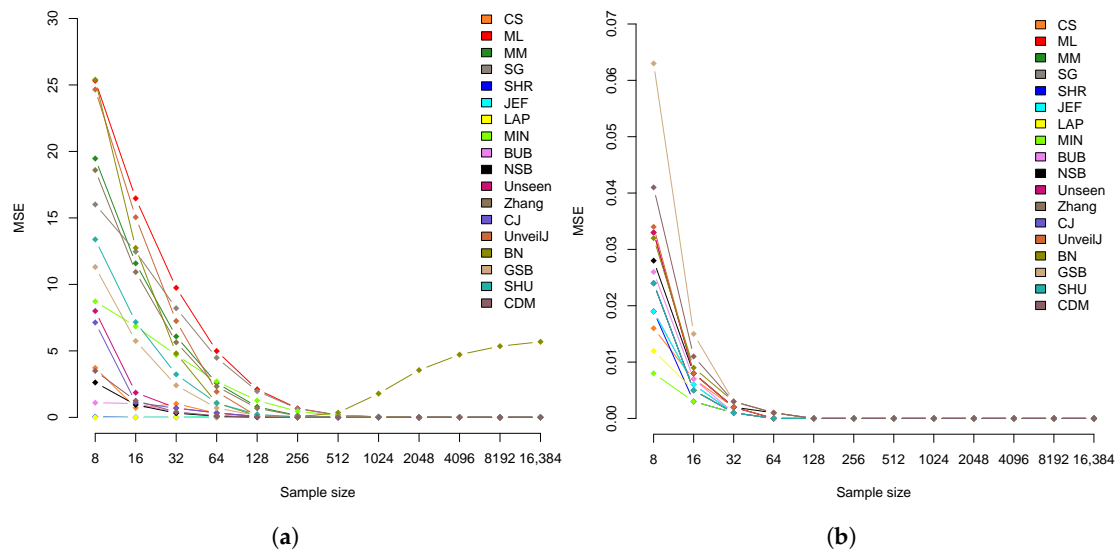 30
25
20
15
10
5
0
MSE
8 16 32 64 128 256 512 1024 2048 4096 8192 16,384
Sample size
CS
ML
MM
SG
SHR
JEF
LAP
MIN
BUB
NSB
Unseen
Zhang
CJ
UnveilJ
BN
GSB
SHU
CDM
(a)
0.07
0.06
0.05
0.04
0.03
0.02
0.01
0.00
MSE
8 16 32 64 128 256 512 1024 2048 4096 8192 16,384
Sample size
CS
ML
MM
SG
SHR
JEF
LAP
MIN
BUB
NSB
Unseen
Zhang
CJ
UnveilJ
BN
GSB
SHU
CDM
(b)